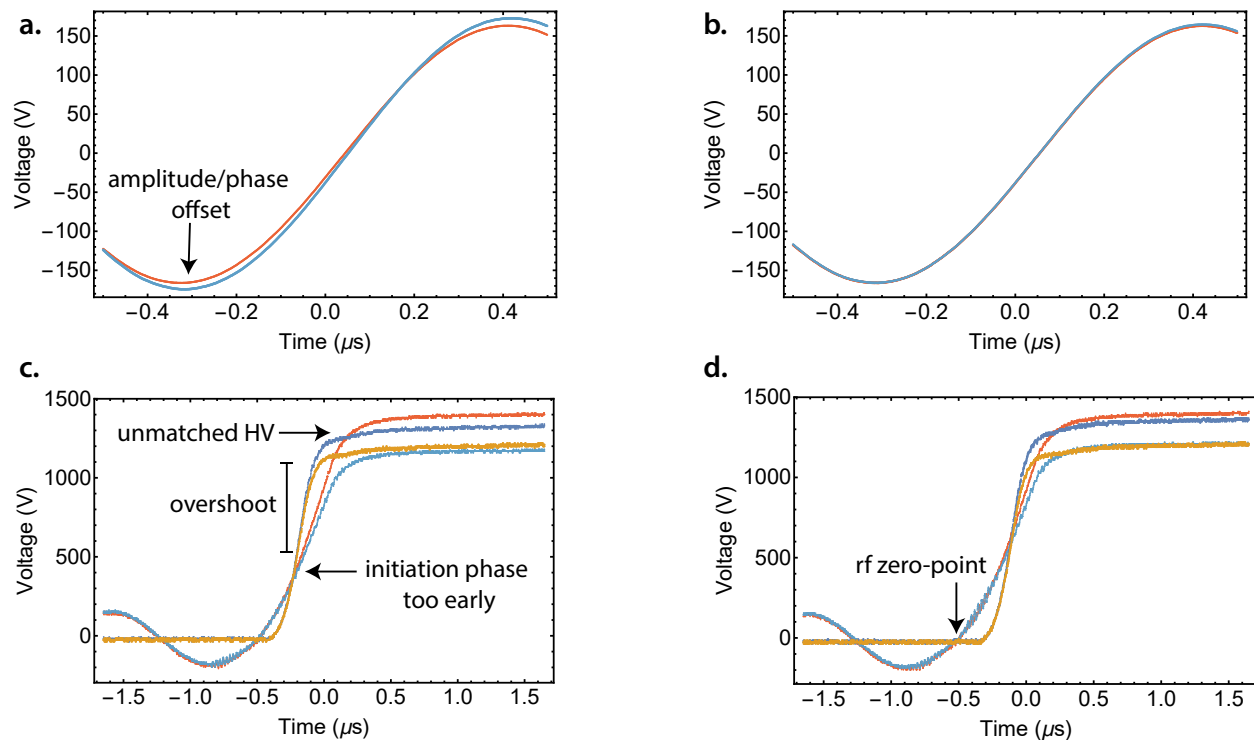 a.
150
100
50
0
−50
−100
−150
Voltage (V)
amplitude/phase
offset
−0.4
−0.2
0.0
0.2
0.4
Time (μs)
b.
150
100
50
0
−50
−100
−150
Voltage (V)
−0.4
−0.2
0.0
0.2
0.4
Time (μs)
c.
1500
1000
500
0
Voltage (V)
unmatched HV
overshoot
initiation phase
too early
−1.5
−1.0
−0.5
0.0
0.5
1.0
1.5
Time (μs)
d.
1500
1000
500
0
Voltage (V)
rf zero-point
−1.5
−1.0
−0.5
0.0
0.5
1.0
1.5
Time (μs)